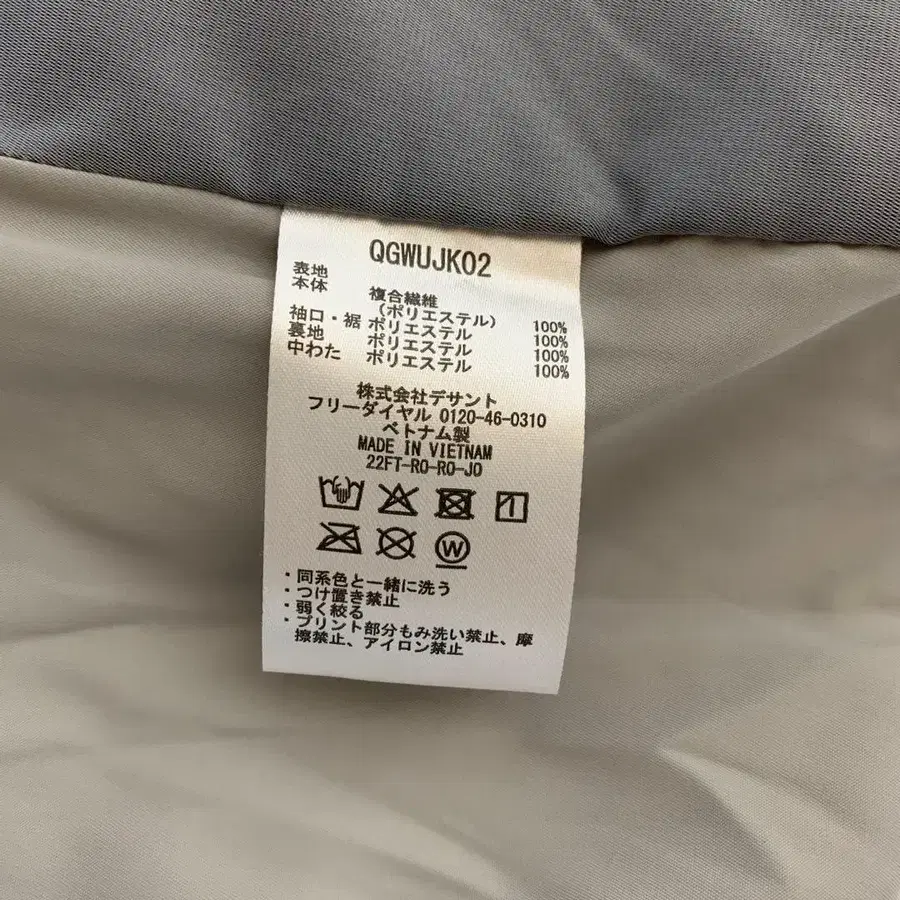 QGWUJK02
表地
本体 複合繊維
(ポリエステル) 100%
袖口・裾 ポリエステル 100%
裏地 ポリエステル 100%
中わた ポリエステル 100%
株式会社デサント
フリーダイヤル 0120-46-0310
ベトナム製
MADE IN VIETNAM
22FT-RO-RO-JO
W
・同系色と一緒に洗う
・つけ置き禁止
・弱く絞る
・プリント部分もみ洗い禁止、摩
擦禁止、アイロン禁止